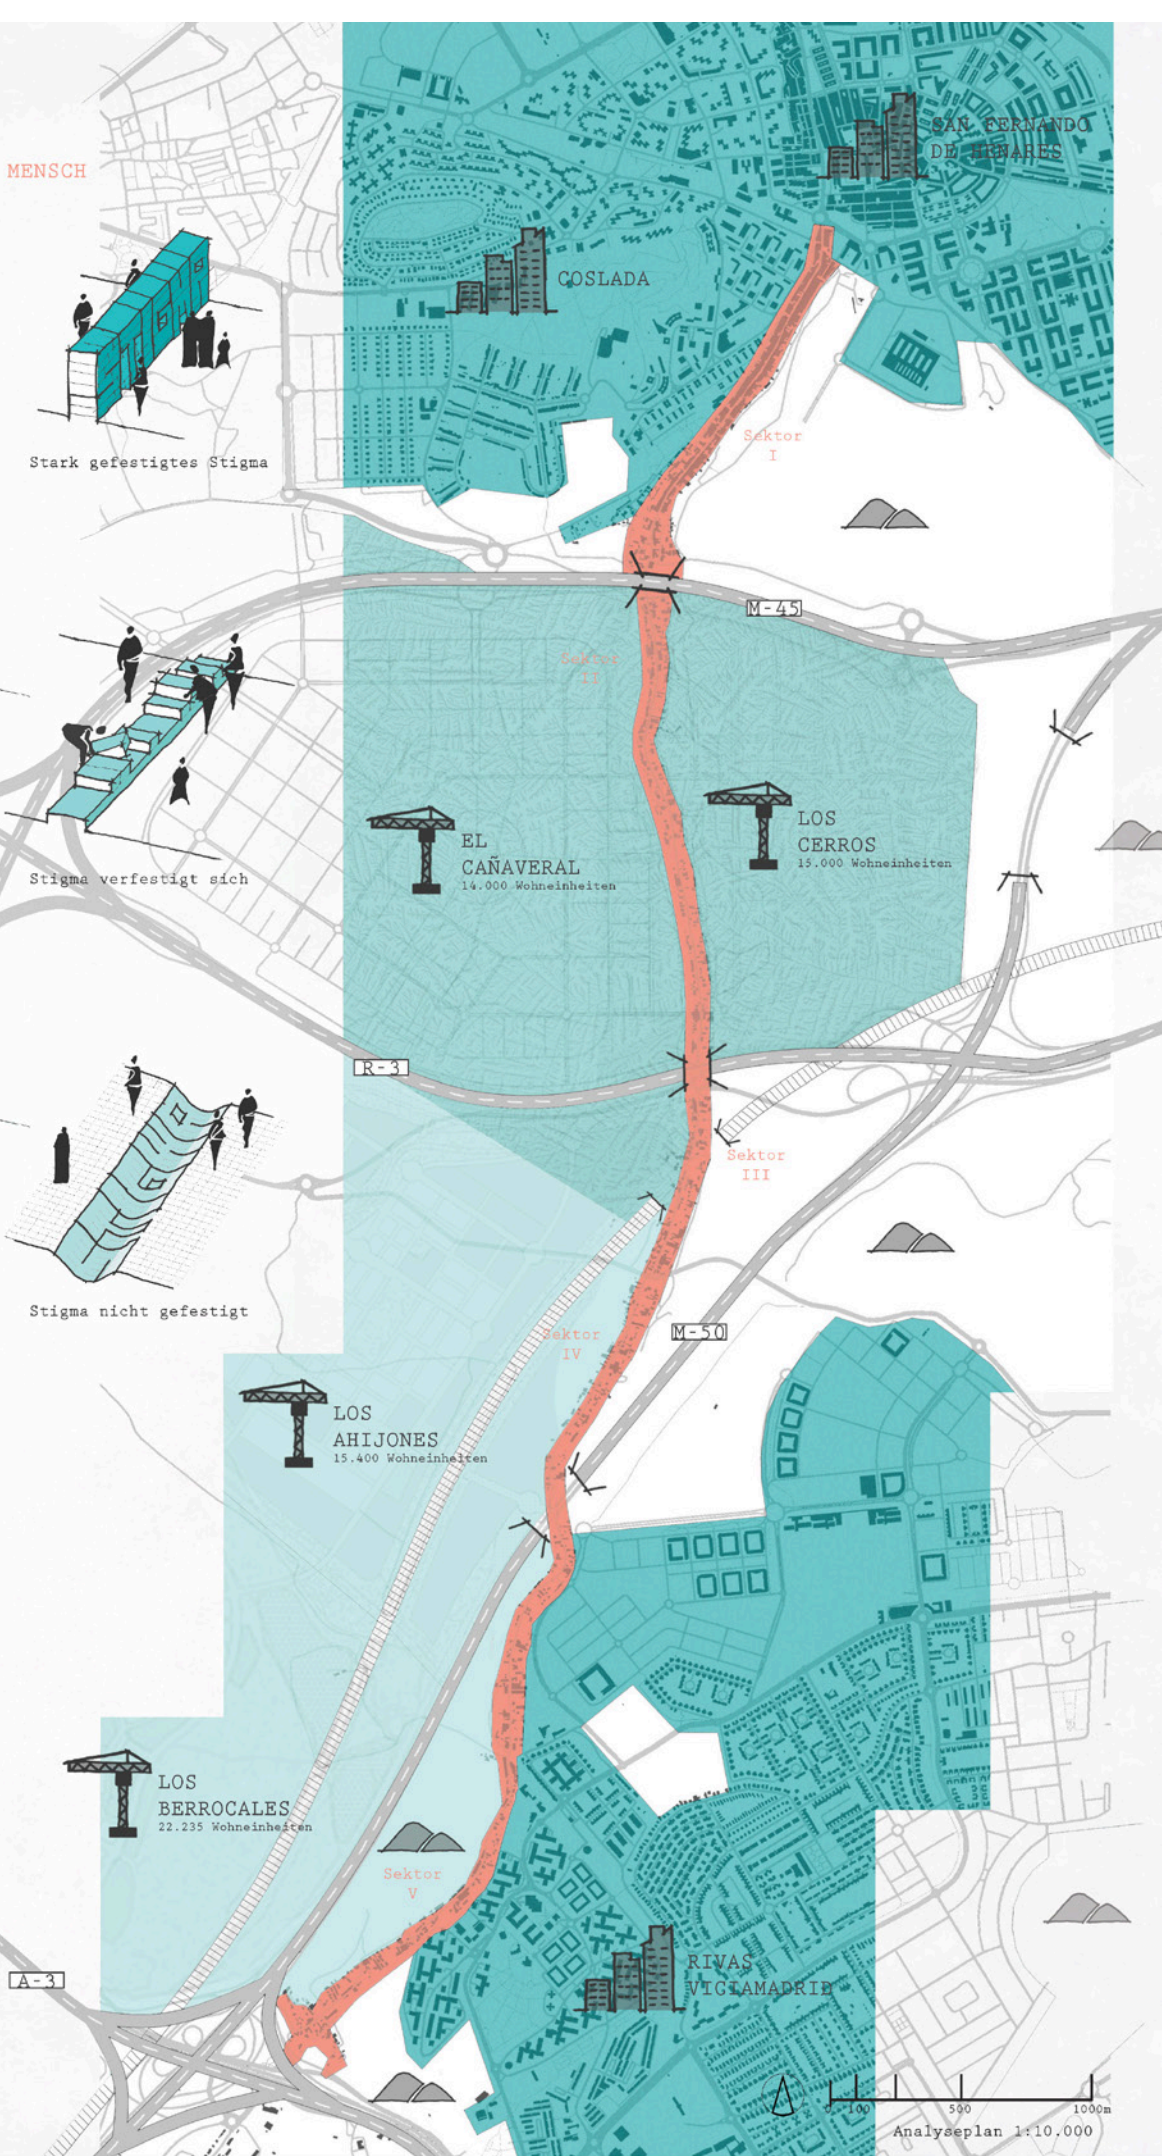 SAN FERNANDO
DE HENARES
MENSCH
COSLADA
Sektor
I
Stark gefestigtes Stigma
M-45
Sektor
II
LOS
CERROS
15.000 Wohneinheiten
EL
CAÑAVERAL
14.000 Wohneinheiten
Stigma verfestigt sich
R-3
Sektor
III
Stigma nicht gefestigt
M-50
Sektor
IV
LOS
AHIJONES
15.400 Wohneinheiten
LOS
BERROCALES
22.235 Wohneinheiten
Sektor
V
RIVAS
VICIAMADRID
A-3
0 100 500 1000m
Analyseplan 1:10.000